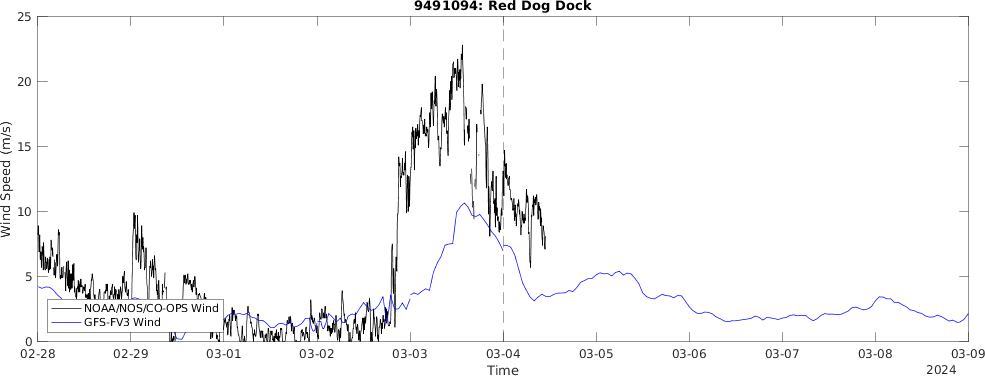 9491094: Red Dog Dock
25
20
15
10
5
0
Wind Speed (m/s)
NOAA/NOS/CO-OPS Wind
GFS-FV3 Wind
02-28 02-29 03-01 03-02 03-03 03-04 03-05 03-06 03-07 03-08 03-09
Time
2024